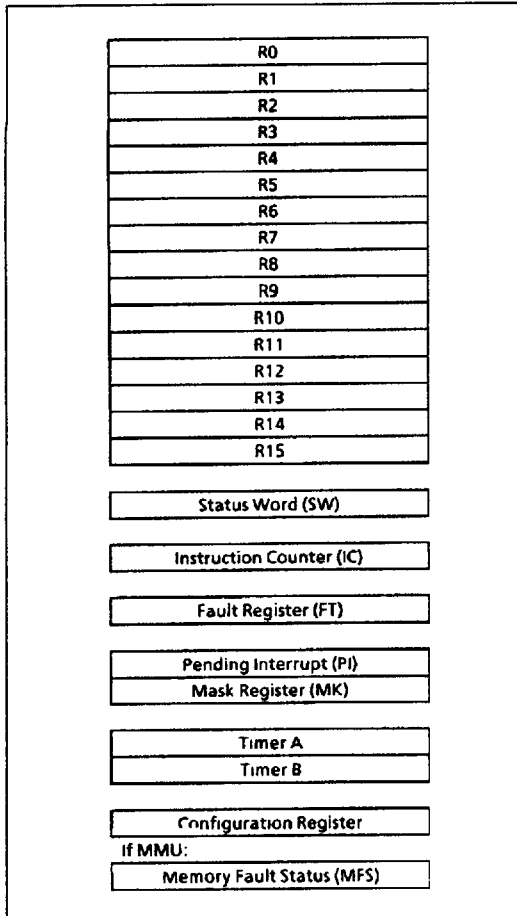 R0
R1
R2
R3
R4
R5
R6
R7
R8
R9
R10
R11
R12
R13
R14
R15
Status Word (SW)
Instruction Counter (IC)
Fault Register (FT)
Pending Interrupt (PI)
Mask Register (MK)
Timer A
Timer B
Configuration Register
If MMU:
Memory Fault Status (MFS)